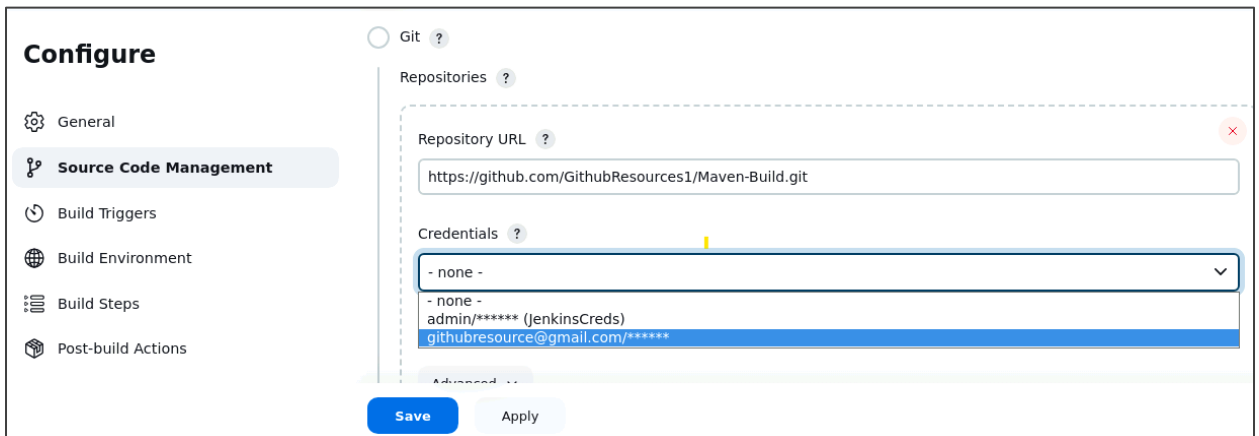 Configure
General
Source Code Management
Build Triggers
Build Environment
Build Steps
Post-build Actions
Git ?
Repositories ?
Repository URL ?
https://github.com/GithubResources1/Maven-Build.git
Credentials ?
- none -
- none -
admin/****** (JenkinsCreds)
githubresource@gmail.com/******
Advanced
Save
Apply